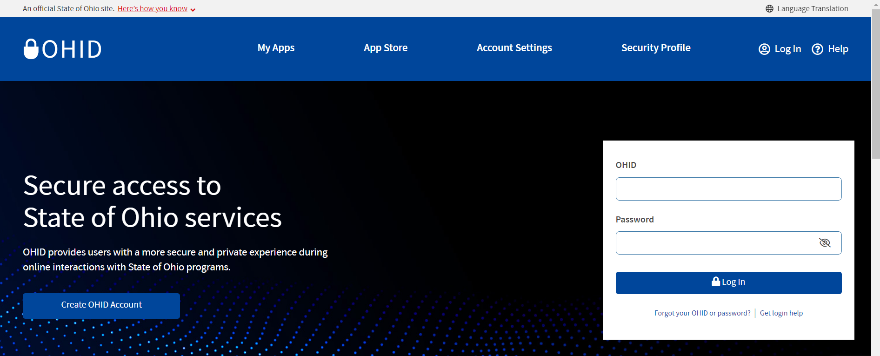 An official State of Ohio site. Here's how you know
Language Translation
OHID
My Apps
App Store
Account Settings
Security Profile
Log In
Help
Secure access to
State of Ohio services
OHID provides users with a more secure and private experience during
online interactions with State of Ohio programs.
Create OHID Account
OHID
Password
Log In
Forgot your OHID or password? | Get login help